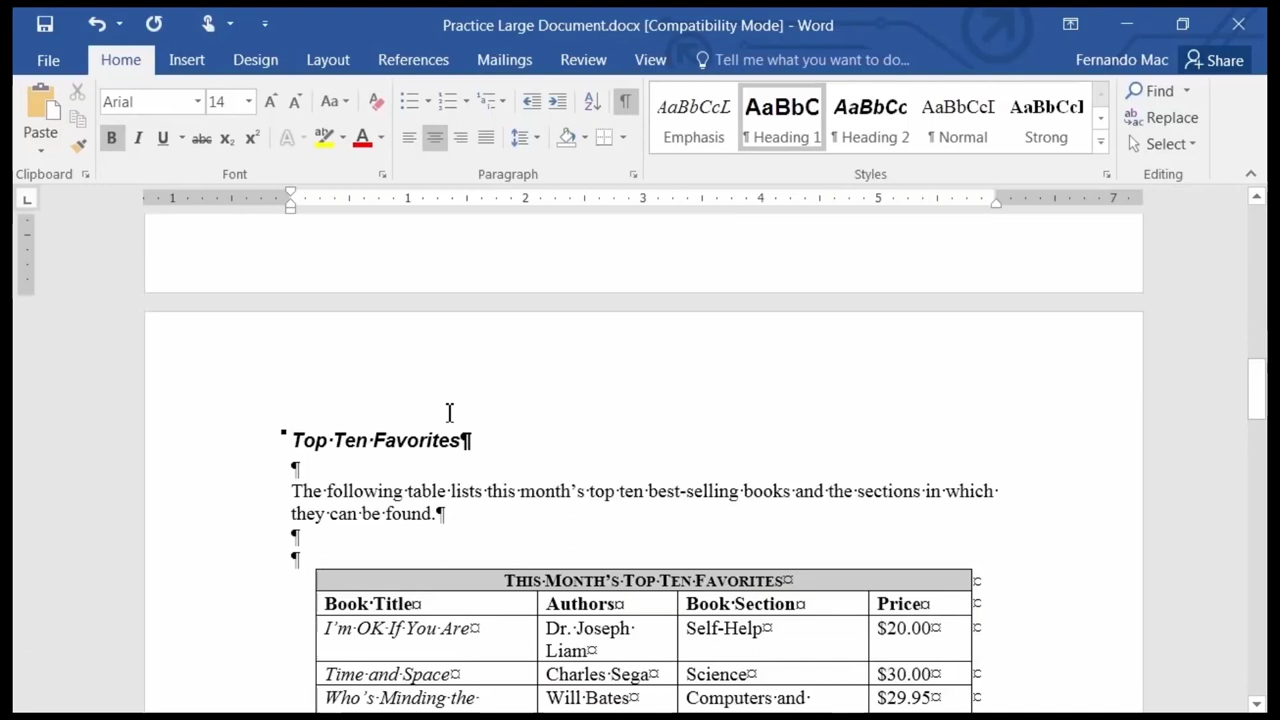 Practice Large Document.docx [Compatibility Mode] - Word
File Home Insert Design Layout References Mailings Review View Tell me what you want to do... Fernando Mac Share
Paste
Clipboard
Arial 14 Aa
B I U abc x₂ x² A ab A
Font
Paragraph
AaBbCcL AaBbC AaBbCc AaBbCcI AaBbCcI
Emphasis ¶ Heading 1 ¶ Heading 2 ¶ Normal Strong
Styles
Find
Replace
Select
Editing
1 1 2 3 4 5 7
Top·Ten·Favorites¶
¶
The·following·table·lists·this·month’s·top·ten·best-selling·books·and·the·sections·in·which·
they·can·be·found.¶
¶
¶
THIS·MONTH’S·TOP·TEN·FAVORITES¤ ¤
Book·Title¤ Authors¤ Book·Section¤ Price¤ ¤
I’m·OK·If·You·Are¤ Dr.·Joseph· Self-Help¤ $20.00¤ ¤
Liam¤
Time·and·Space¤ Charles·Sega¤ Science¤ $30.00¤ ¤
Who’s·Minding·the· Will·Bates¤ Computers·and· $29.95¤ ¤